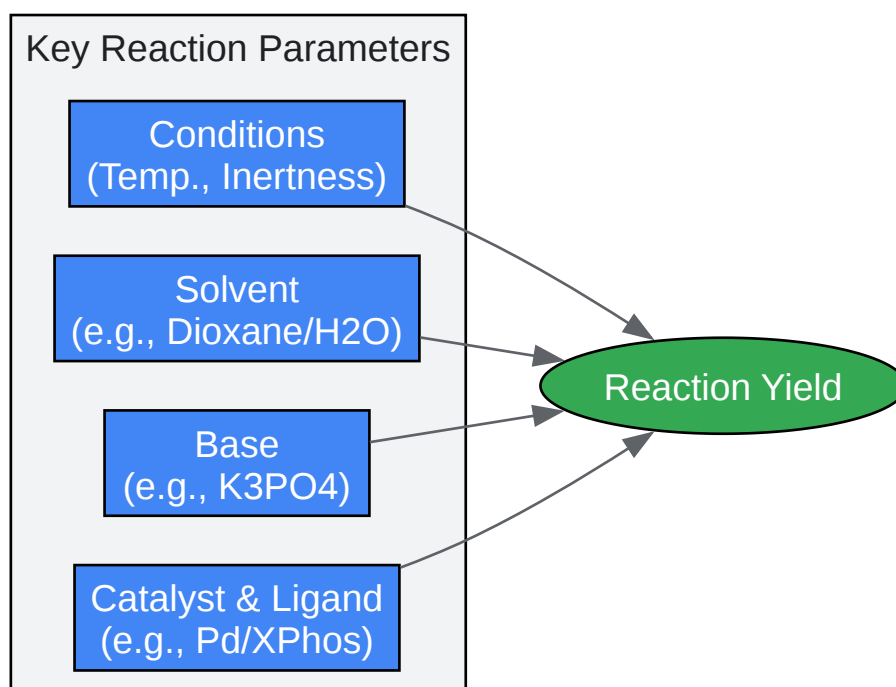 Key Reaction Parameters
Conditions
(Temp., Inertness)
Solvent
(e.g., Dioxane/H2O)
Base
(e.g., K3PO4)
Catalyst & Ligand
(e.g., Pd/XPhos)
Reaction Yield